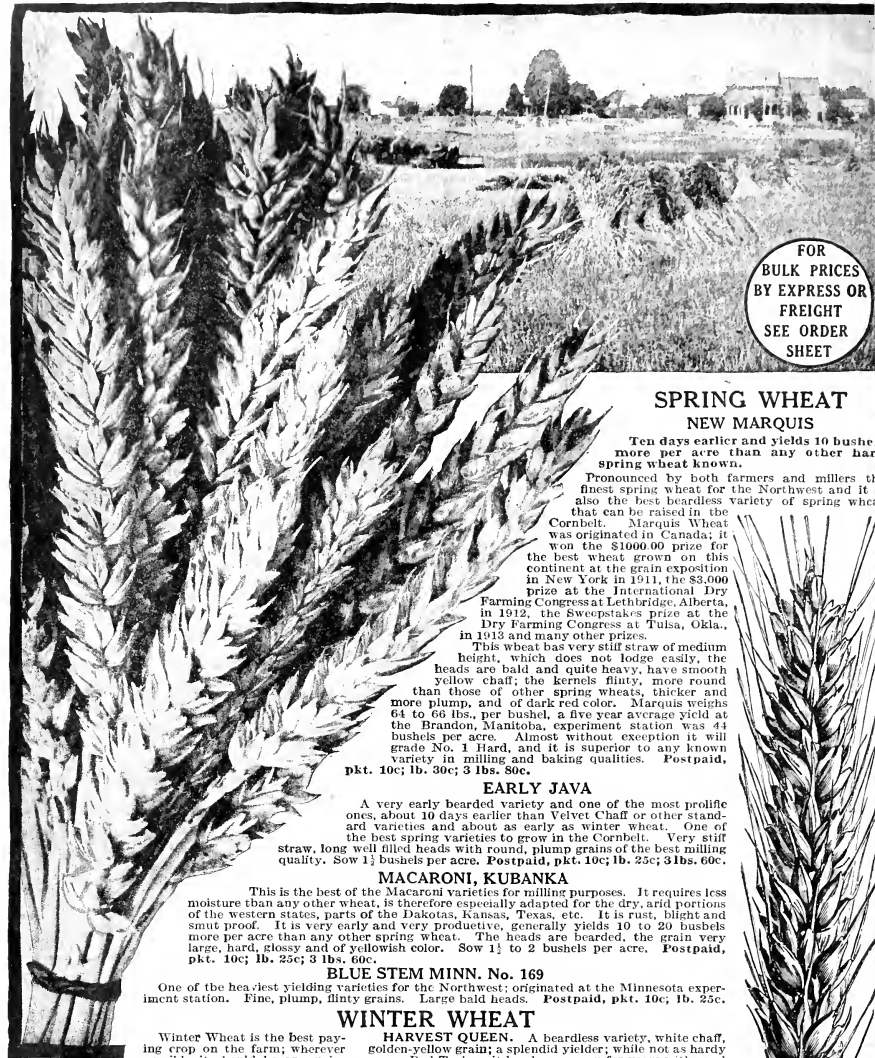 FOR
BULK PRICES
BY EXPRESS OR
FREIGHT
SEE ORDER
SHEET
SPRING WHEAT
NEW MARQUIS
Ten days earlier and yields 10 bushe
more per acre than any other har
spring wheat known.
Pronounced by both farmers and millers th
finest spring wheat for the Northwest and it
also the best beardless variety of spring whea
that can be raised in the
Cornbelt. Marquis Wheat
was originated in Canada; it
won the $1000.00 prize for
the best wheat grown on this
continent at the grain exposition
in New York in 1911, the $3,000
prize at the International Dry
Farming Congress at Lethbridge, Alberta,
in 1912, the Sweepstakes prize at the
Dry Farming Congress at Tulsa, Okla.,
in 1913 and many other prizes.
This wheat has very stiff straw of medium
height, which does not lodge easily, the
heads are bald and quite heavy, have smooth
yellow chaff; the kernels flinty, more round
than those of other spring wheats, thicker and
more plump, and of dark red color. Marquis weighs
64 to 66 lbs., per bushel, a five year average yield at
the Brandon, Manitoba, experiment station was 44
bushels per acre. Almost without exception it will
grade No. 1 Hard, and it is superior to any known
variety in milling and baking qualities. Postpaid,
pkt. 10c; lb. 30c; 3 lbs. 80c.
EARLY JAVA
A very early bearded variety and one of the most prolific
ones, about 10 days earlier than Velvet Chaff or other stand-
ard varieties and about as early as winter wheat. One of
the best spring varieties to grow in the Cornbelt. Very stiff
straw, long well filled heads with round, plump grains of the best milling
quality. Sow 1½ bushels per acre. Postpaid, pkt. 10c; lb. 25c; 3 lbs. 60c.
MACARONI, KUBANKA
This is the best of the Macaroni varieties for milling purposes. It requires less
moisture than any other wheat, is therefore especially adapted for the dry, arid portions
of the western states, parts of the Dakotas, Kansas, Texas, etc. It is rust, blight and
smut proof. It is very early and very productive, generally yields 10 to 20 bushels
more per acre than any other spring wheat. The heads are bearded, the grain very
large, hard, glossy and of yellowish color. Sow 1½ to 2 bushels per acre. Postpaid,
pkt. 10c; lb. 25c; 3 lbs. 60c.
BLUE STEM MINN. No. 169
One of the heaviest yielding varieties for the Northwest; originated at the Minnesota exper-
iment station. Fine, plump, flinty grains. Large bald heads. Postpaid, pkt. 10c; lb. 25c.
WINTER WHEAT
Winter Wheat is the best pay-
ing crop on the farm; wherever
HARVEST QUEEN. A beardless variety, white chaff,
golden-yellow grain; a splendid yielder; while not as hardy